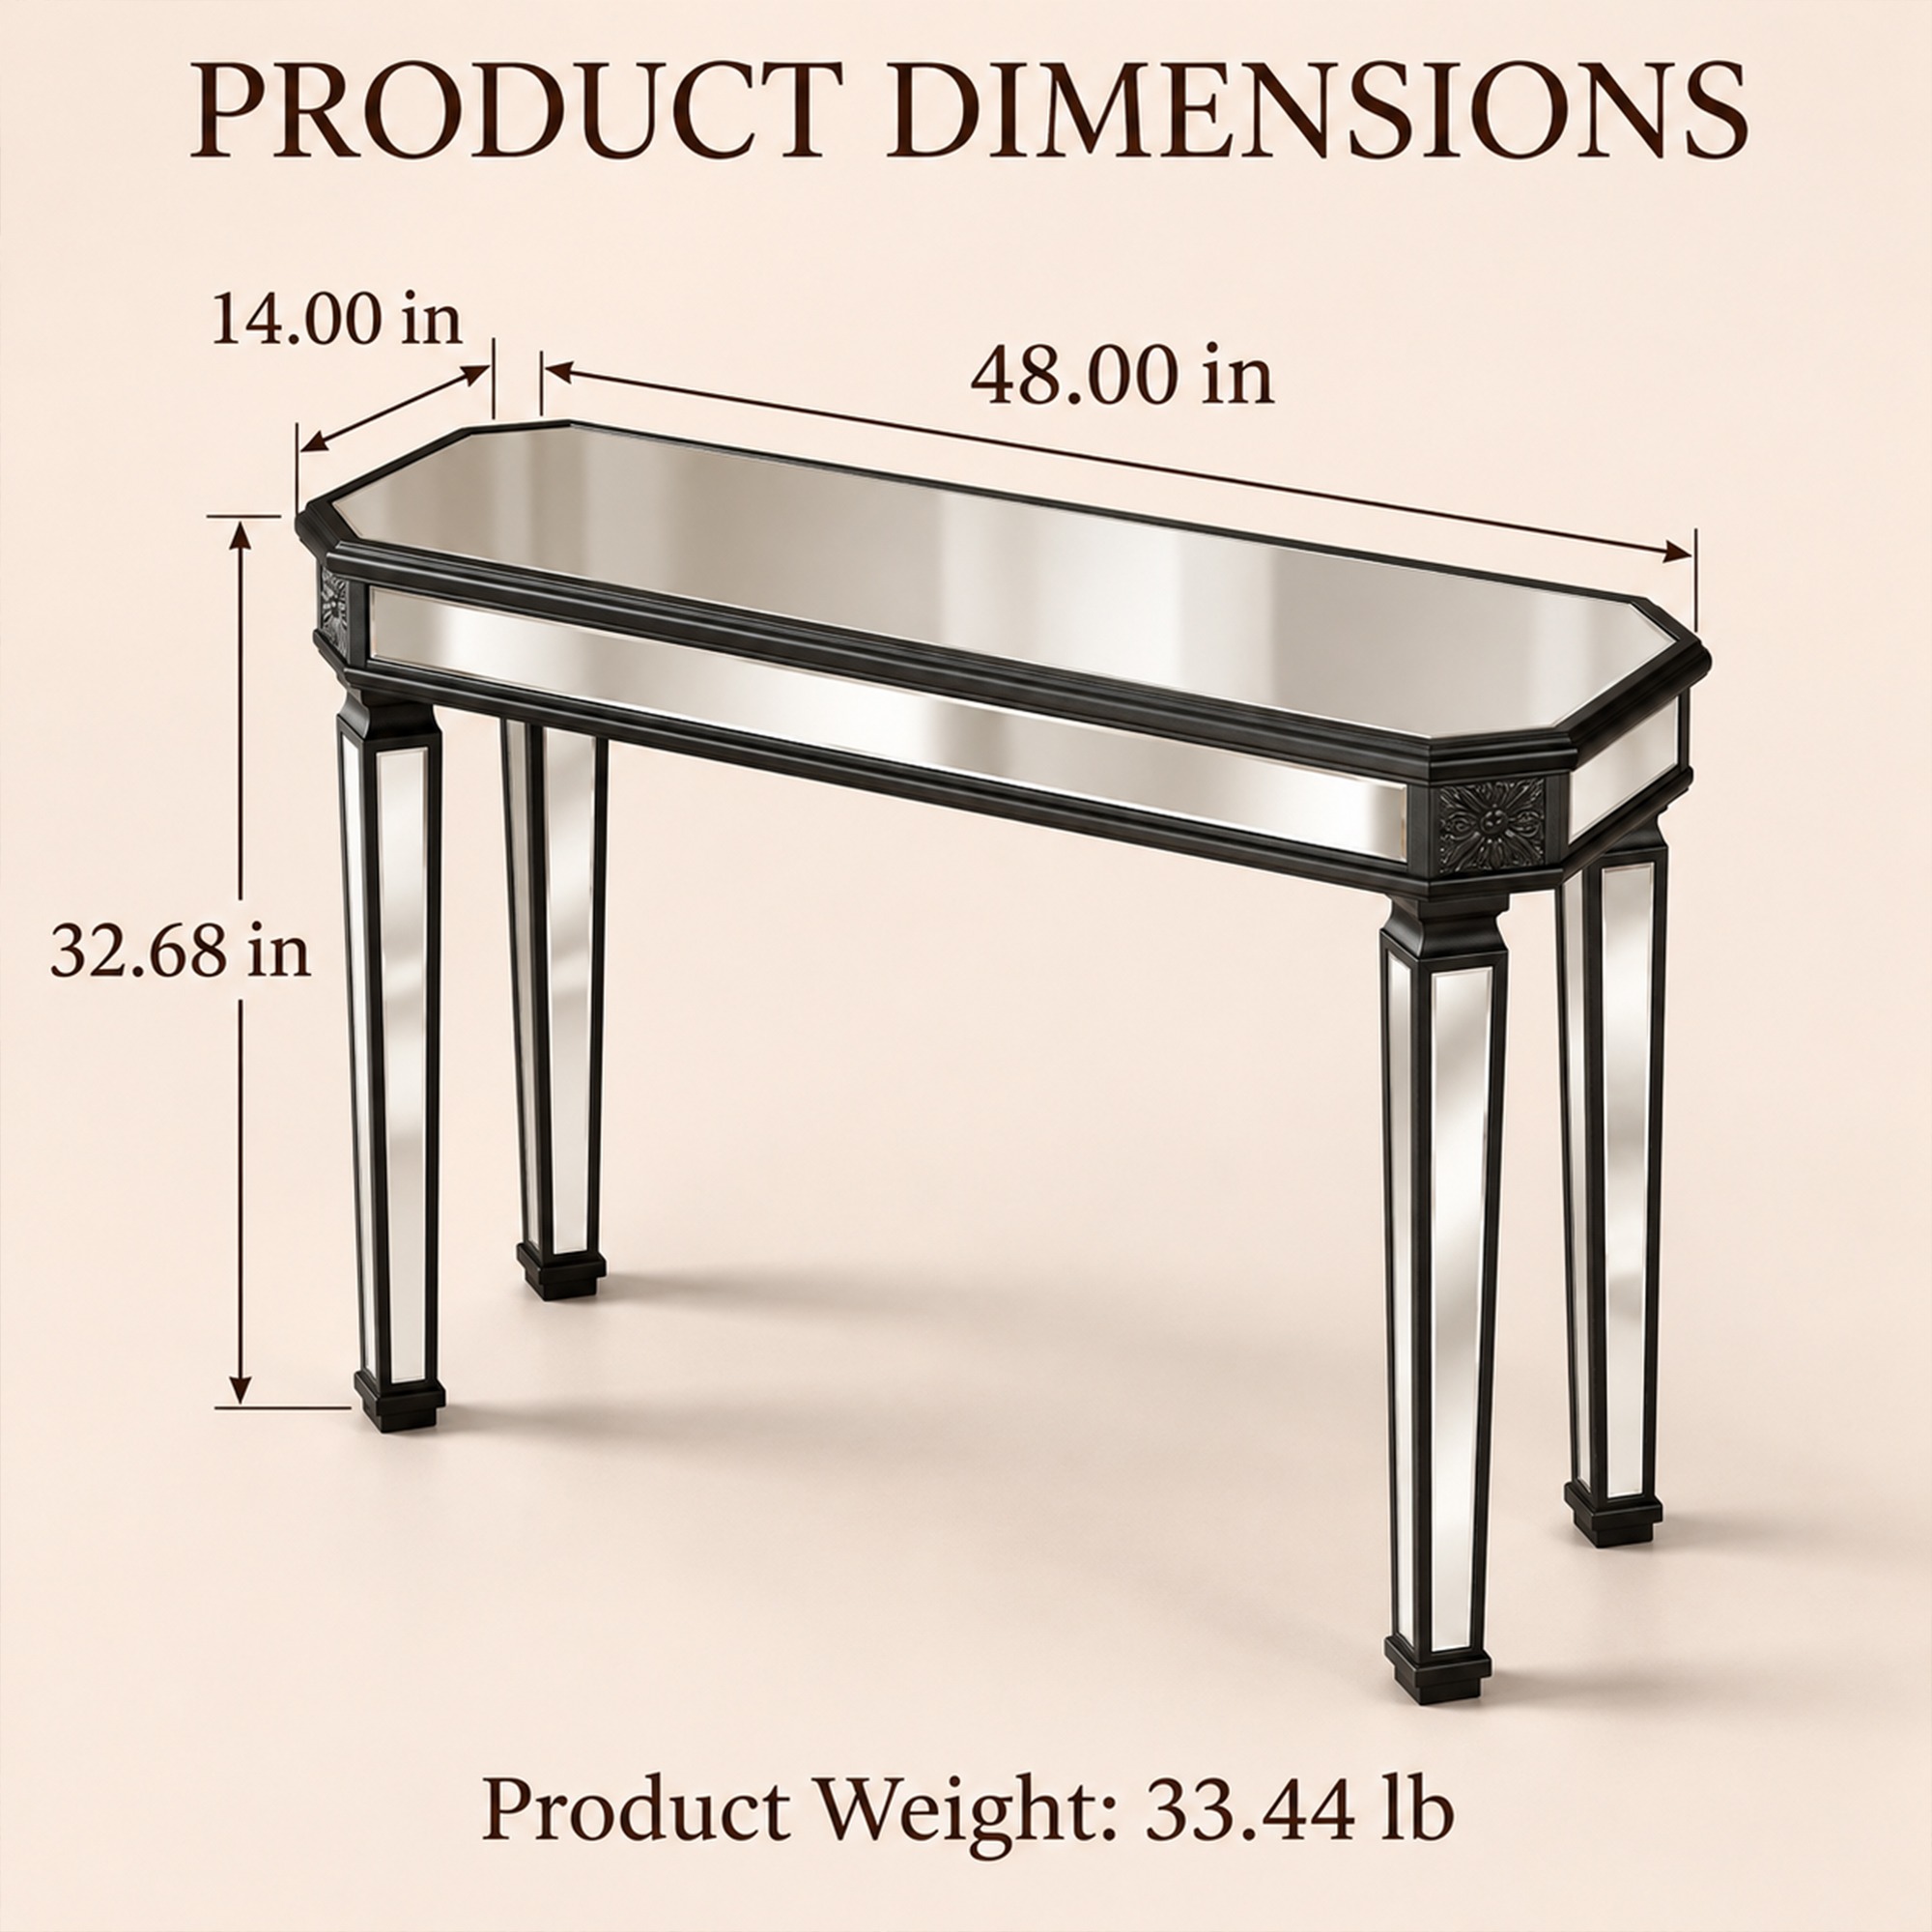 PRODUCT DIMENSIONS
14.00 in
48.00 in
32.68 in
Product Weight: 33.44 lb